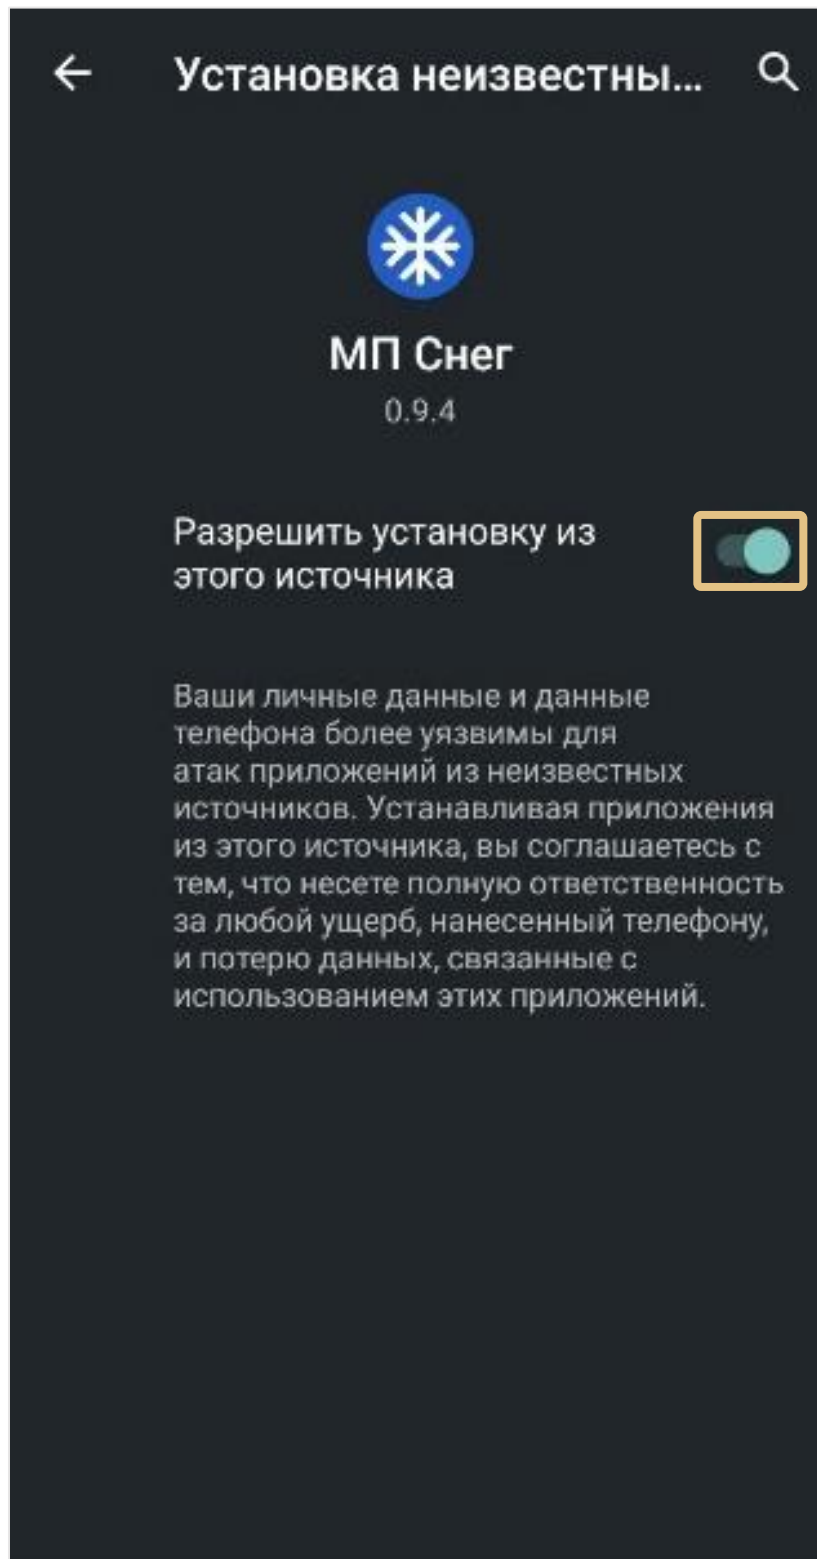 Установка неизвестны...
МП Снег
0.9.4
Разрешить установку из
этого источника
Ваши личные данные и данные
телефона более уязвимы для
атак приложений из неизвестных
источников. Устанавливая приложения
из этого источника, вы соглашаетесь с
тем, что несете полную ответственность
за любой ущерб, нанесенный телефону,
и потерю данных, связанные с
использованием этих приложений.